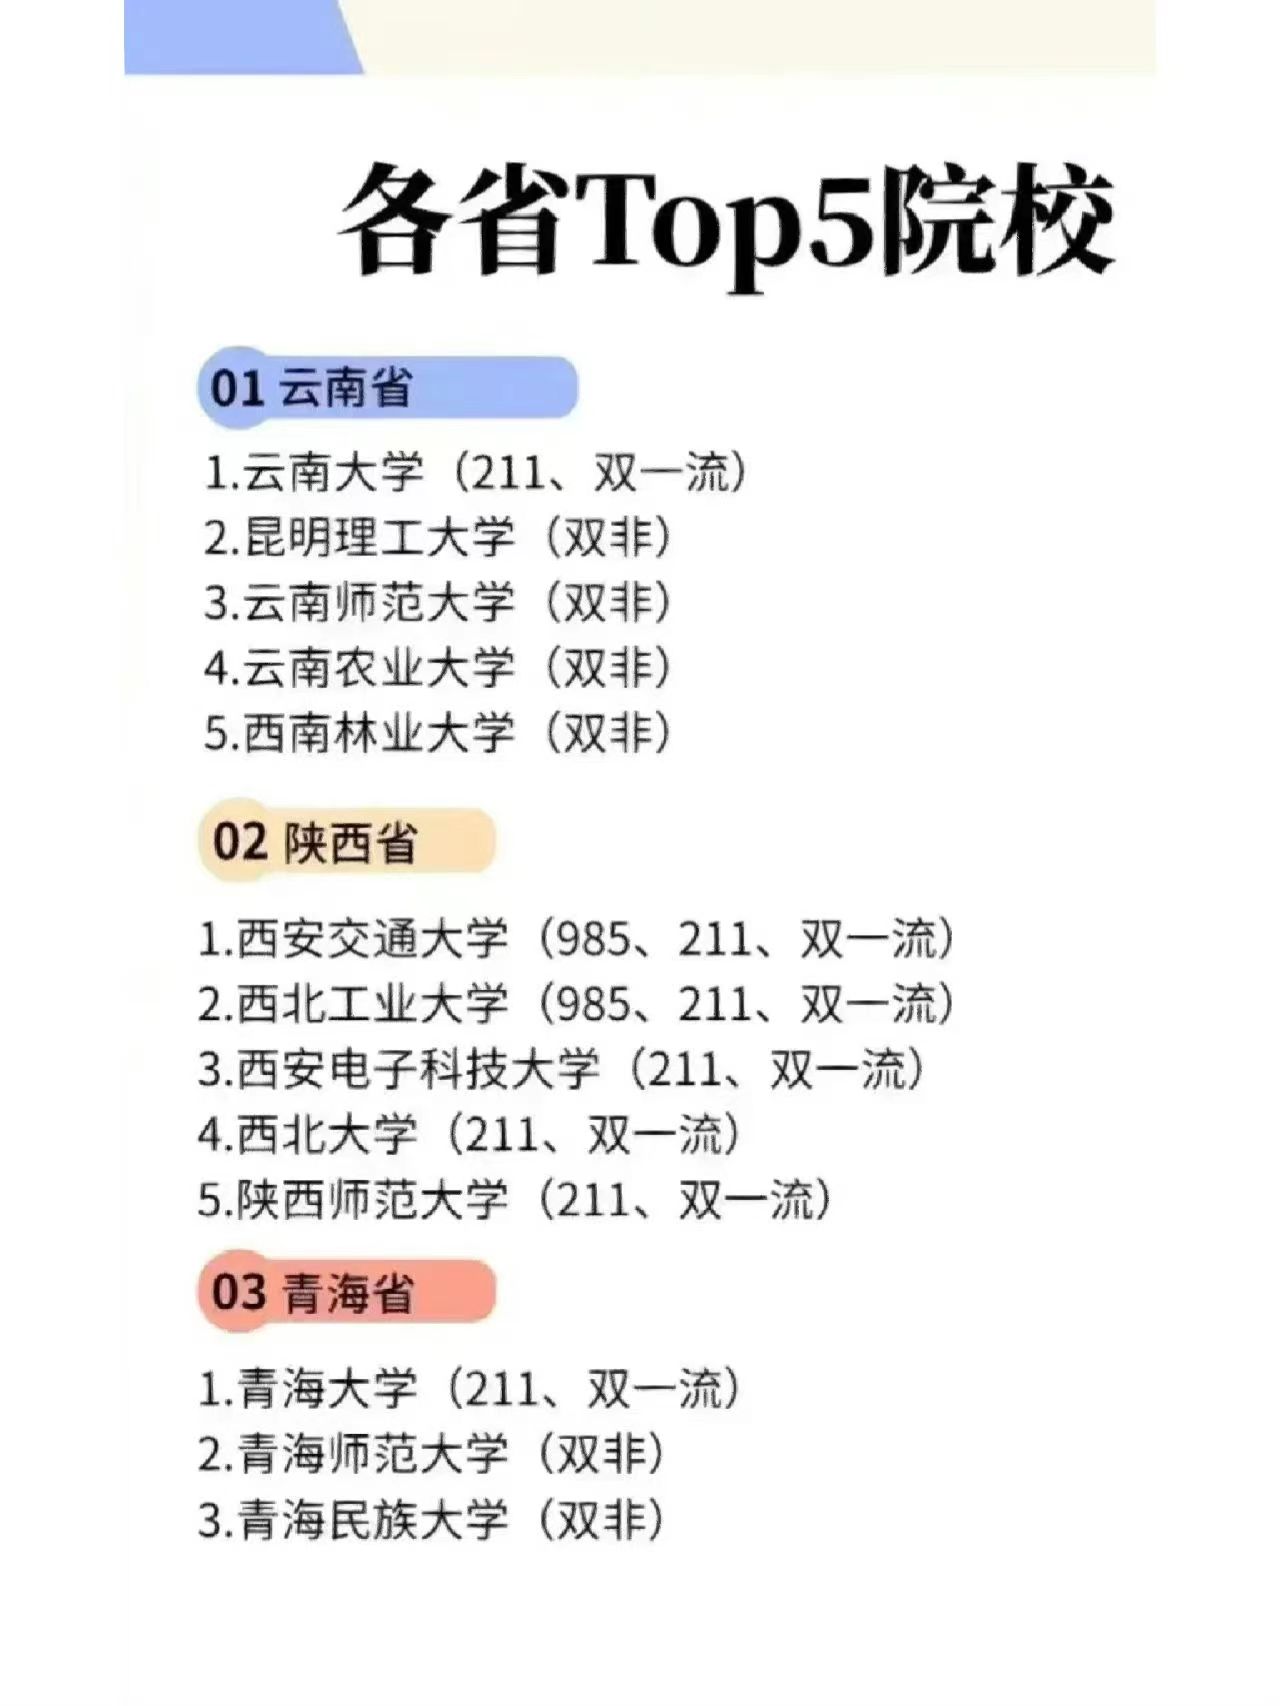 各省Top5院校
01 云南省
1.云南大学（211、双一流）
2.昆明理工大学（双非）
3.云南师范大学（双非）
4.云南农业大学（双非）
5.西南林业大学（双非）
02 陕西省
1.西安交通大学（985、211、双一流）
2.西北工业大学（985、211、双一流）
3.西安电子科技大学（211、双一流）
4.西北大学（211、双一流）
5.陕西师范大学（211、双一流）
03 青海省
1.青海大学（211、双一流）
2.青海师范大学（双非）
3.青海民族大学（双非）